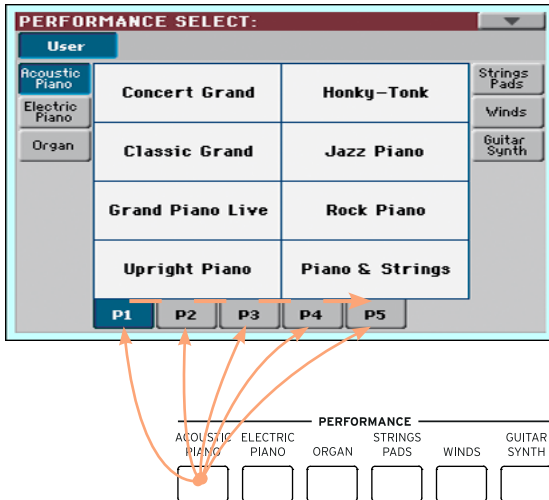 PERFORMANCE SELECT:
User
Acoustic
Piano
Electric
Piano
Organ
Concert Grand
Honky-Tonk
Classic Grand
Jazz Piano
Grand Piano Live
Rock Piano
Upright Piano
Piano & Strings
Strings
Pads
Winds
Guitar
Synth
P1 P2 P3 P4 P5
PERFORMANCE
ACOUSTIC
PIANO
ELECTRIC
PIANO
ORGAN
STRINGS
PADS
WINDS
GUITAR
SYNTH